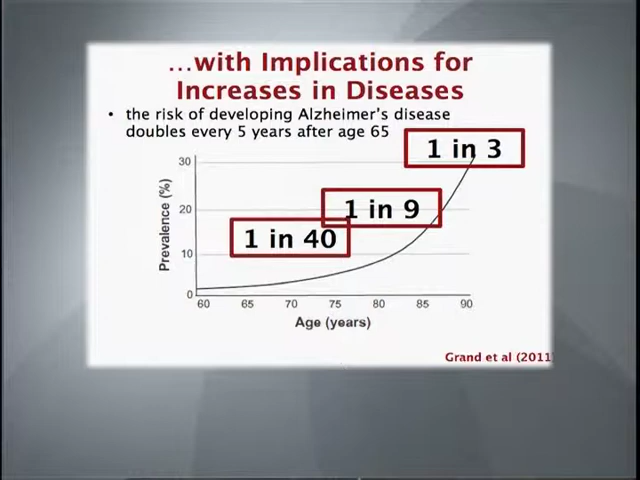 ...with Implications for
Increases in Diseases
• the risk of developing Alzheimer's disease
doubles every 5 years after age 65
1 in 3
30
1 in 9
20
1 in 40
10
0
Prevalence (%)
60 65 70 75 80 85 90
Age (years)
Grand et al (2011)